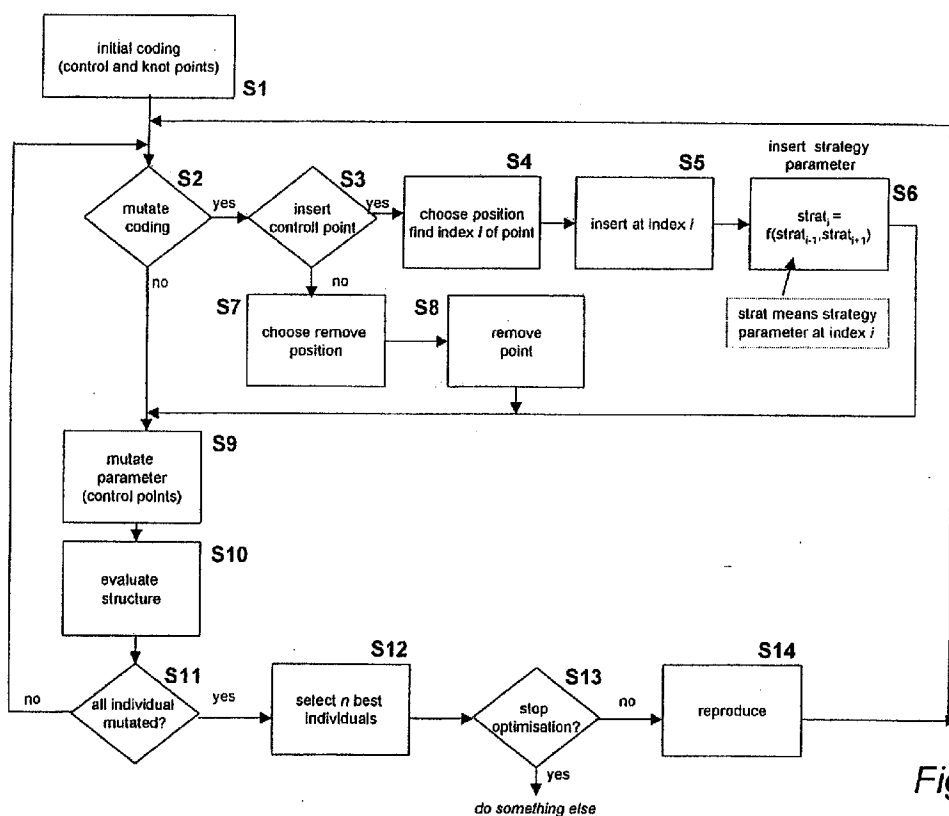 initial coding
(control and knot points)
S1
S2
mutate
coding
yes
no
S3
insert
controll point
yes
no
S4
choose position
find index i of point
S5
insert at index i
insert strategy
parameter
S6
strat_i =
f(strat_i-1,strat_i+1)
strat means strategy
parameter at index i
S7
choose remove
position
S8
remove
point
S9
mutate
parameter
(control points)
S10
evaluate
structure
S11
all individual
mutated?
no
yes
S12
select n best
individuals
S13
stop
optimisation?
no
yes
do something else
S14
reproduce
Fig